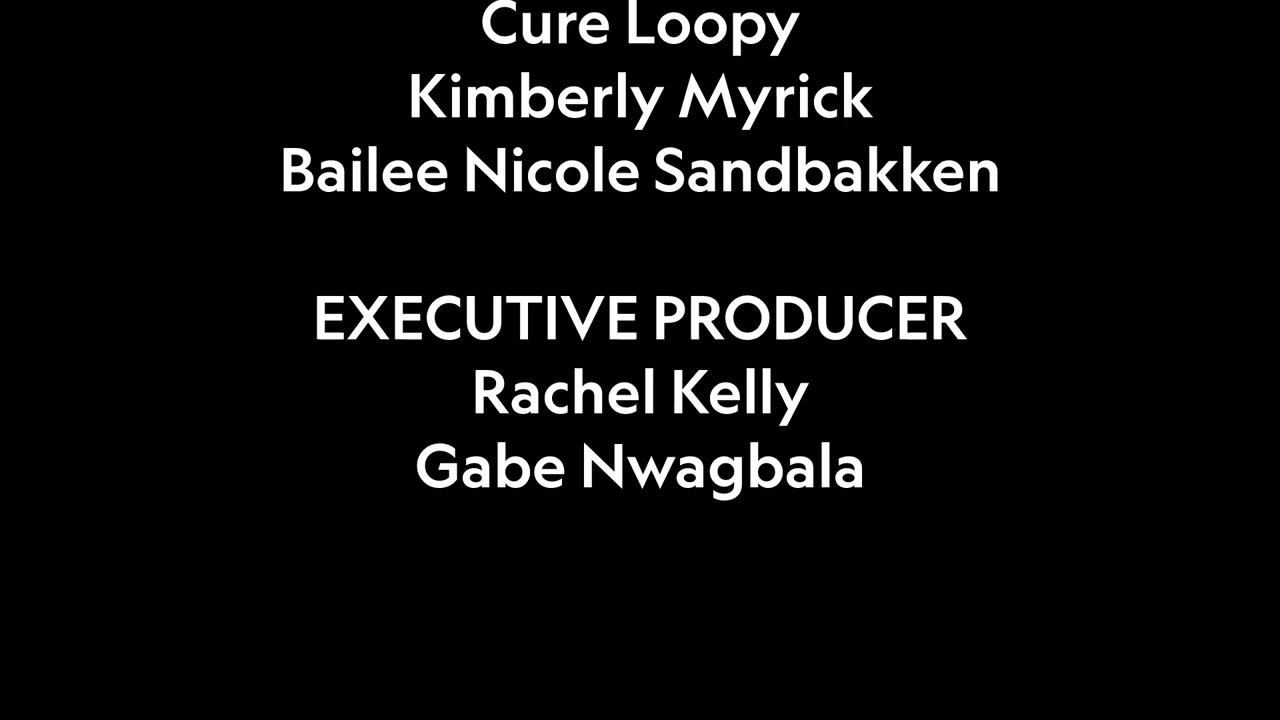 Cure Loopy
Kimberly Myrick
Bailee Nicole Sandbakken
EXECUTIVE PRODUCER
Rachel Kelly
Gabe Nwagbala